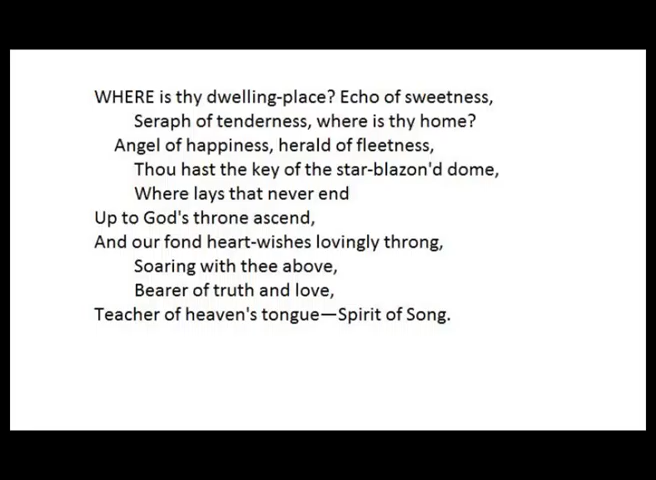 WHERE is thy dwelling-place? Echo of sweetness,
Seraph of tenderness, where is thy home?
Angel of happiness, herald of fleetness,
Thou hast the key of the star-blazon'd dome,
Where lays that never end
Up to God's throne ascend,
And our fond heart-wishes lovingly throng,
Soaring with thee above,
Bearer of truth and love,
Teacher of heaven's tongue—Spirit of Song.